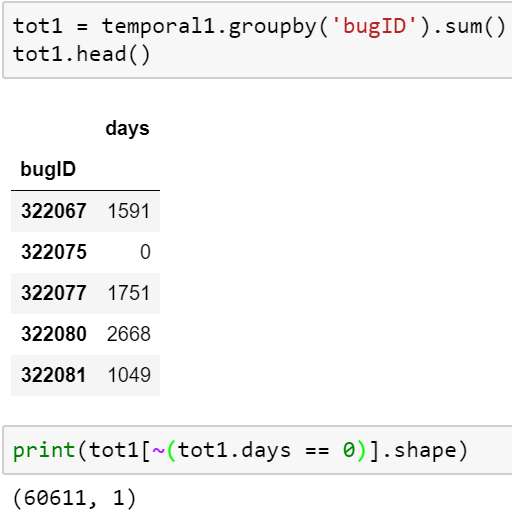 tot1 = temporal1.groupby('bugID').sum()
tot1.head()
days
bugID
322067 1591
322075 0
322077 1751
322080 2668
322081 1049
print(tot1[~(tot1.days == 0)].shape)
(60611, 1)